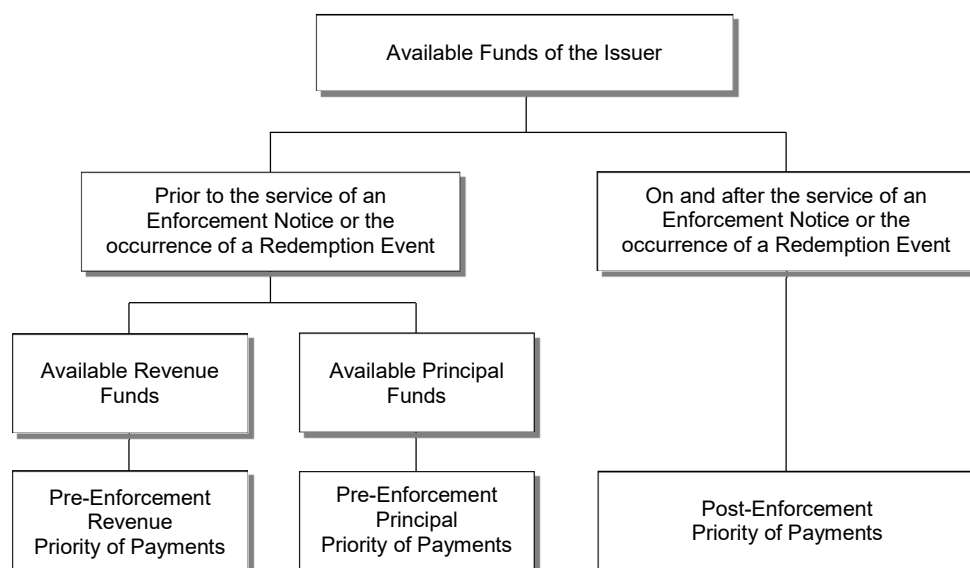 Available Funds of the Issuer
Prior to the service of an
Enforcement Notice or the
occurrence of a Redemption Event
On and after the service of an
Enforcement Notice or the
occurrence of a Redemption Event
Available Revenue
Funds
Available Principal
Funds
Pre-Enforcement
Revenue
Priority of Payments
Pre-Enforcement
Principal
Priority of Payments
Post-Enforcement
Priority of Payments